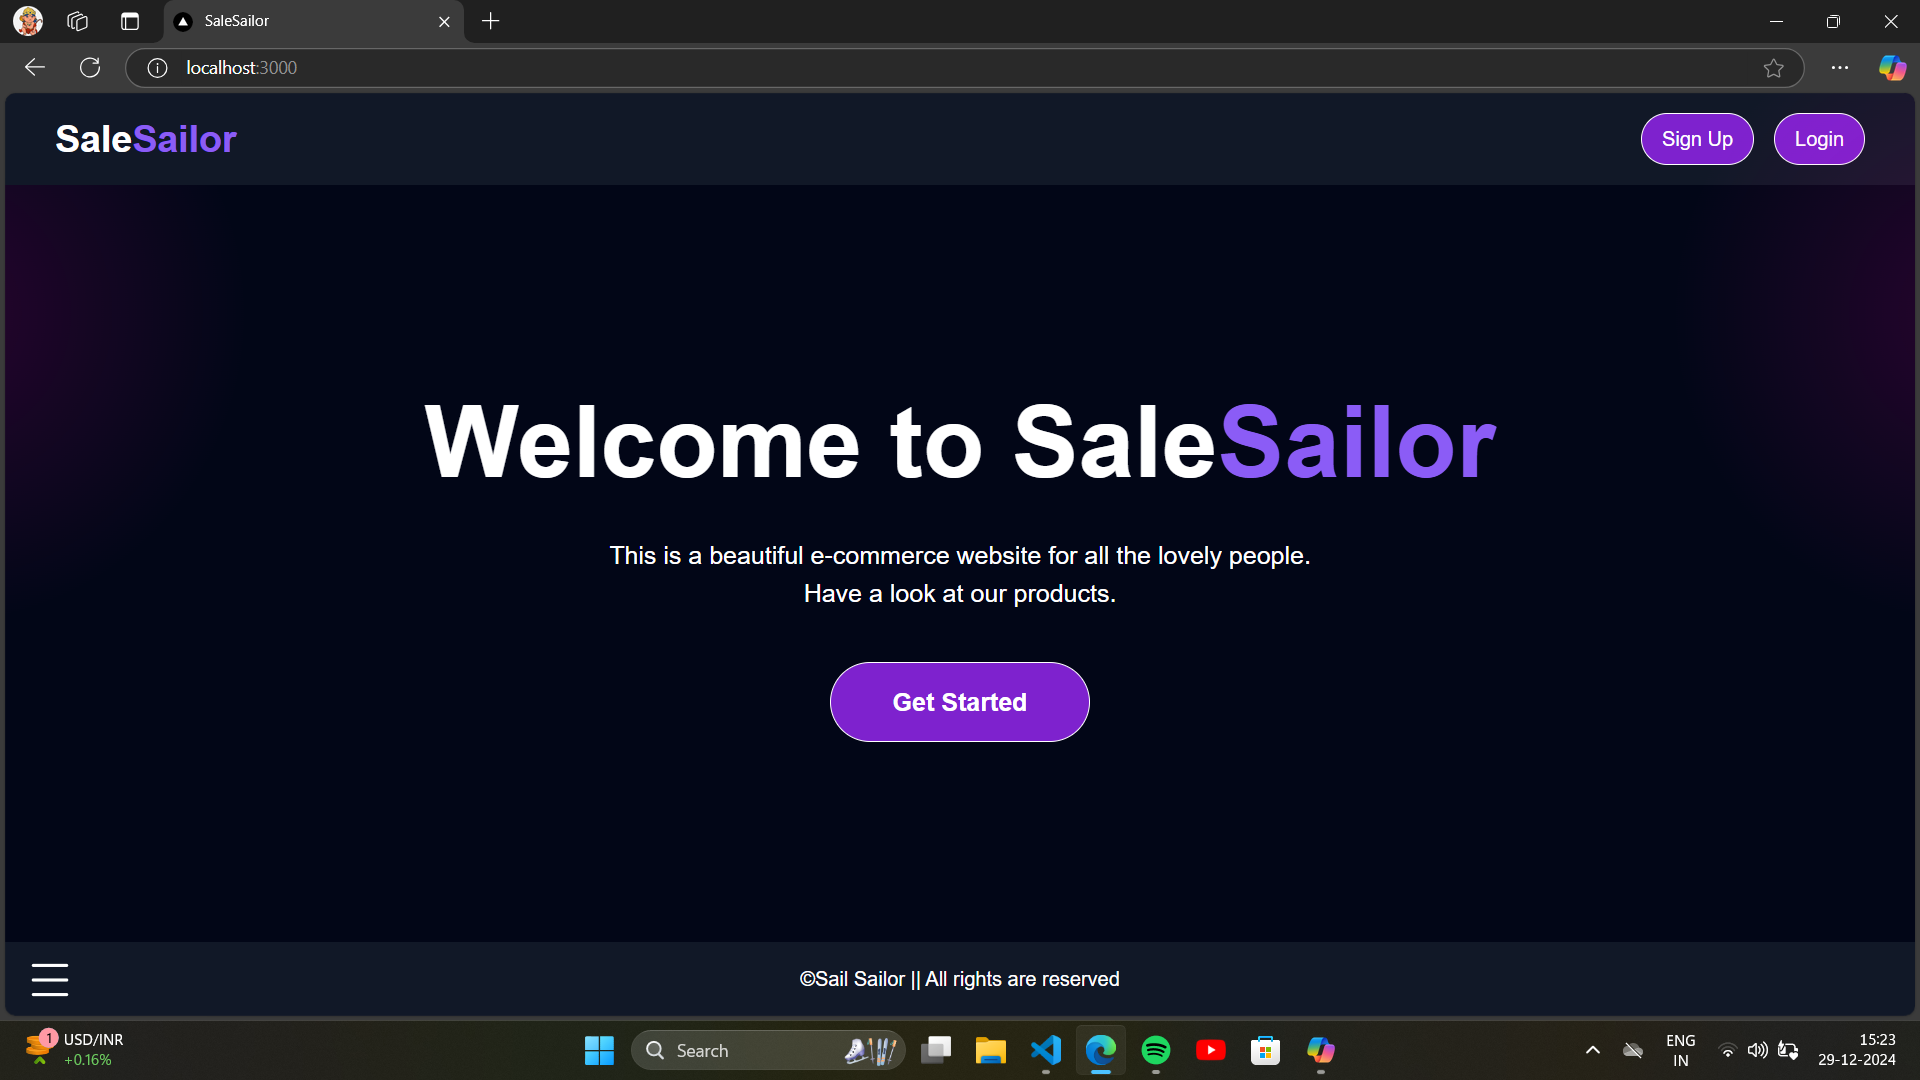 SaleSailor
localhost:3000
SaleSailor
Sign Up
Login
Welcome to SaleSailor
This is a beautiful e-commerce website for all the lovely people.
Have a look at our products.
Get Started
©Sail Sailor || All rights are reserved
1
USD/INR
+0.16%
Search
ENG
IN
15:23
29-12-2024